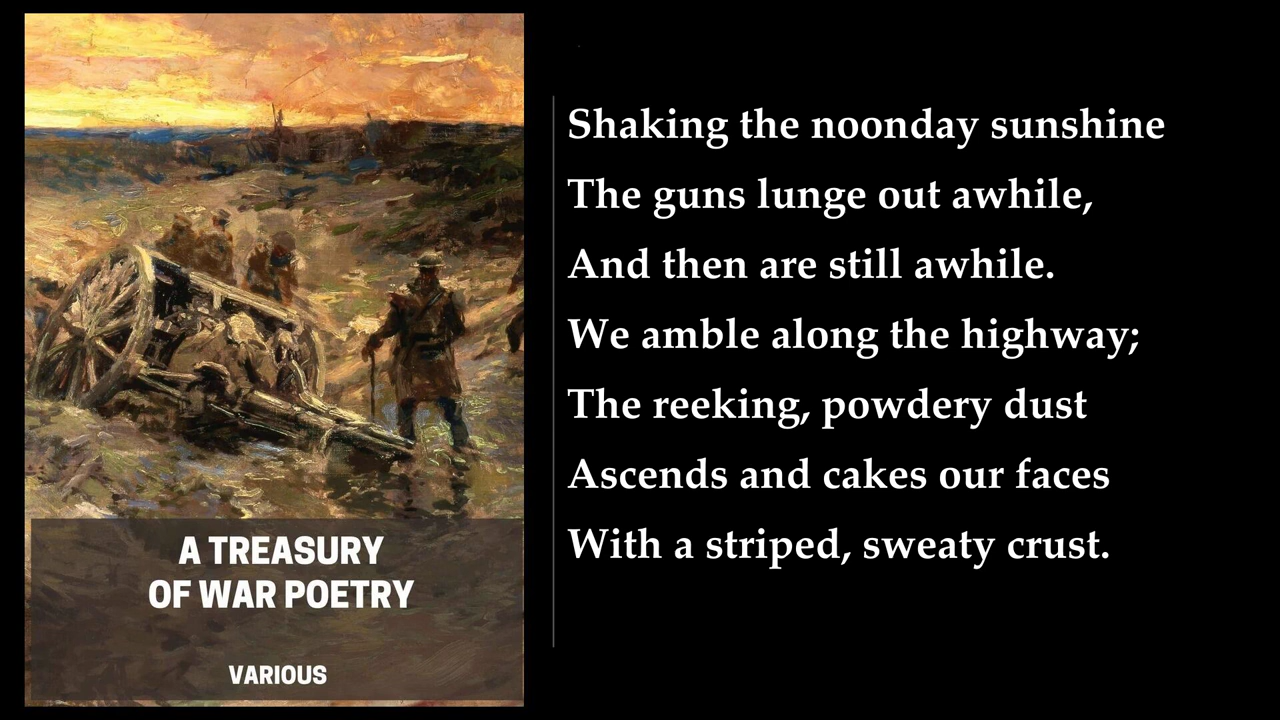 Shaking the noonday sunshine
The guns lunge out awhile,
And then are still awhile.
We amble along the highway;
The reeking, powdery dust
Ascends and cakes our faces
With a striped, sweaty crust.
A TREASURY
OF WAR POETRY
VARIOUS